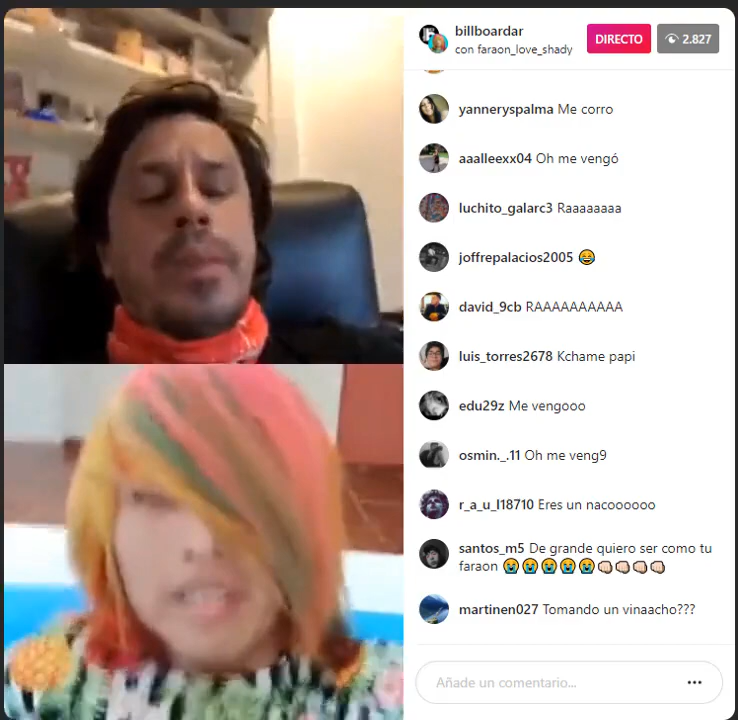 billboardar
con faraon_love_shady
DIRECTO
2.827
yanneryspalma Me corro
aaalleexx04 Oh me vengó
luchito_galarc3 Raaaaaaaa
joffrepalacios2005 😂
david_9cb RAAAAAAAAAA
luis_torres2678 Kchame papi
edu29z Me vengooo
osmin._.11 Oh me veng9
r_a_u_l18710 Eres un nacoooooo
santos_m5 De grande quiero ser como tu
faraon 😭😭😭😭😭👊🏻👊🏻👊🏻👊🏻
martinen027 Tomando un vinaacho???
Añade un comentario...